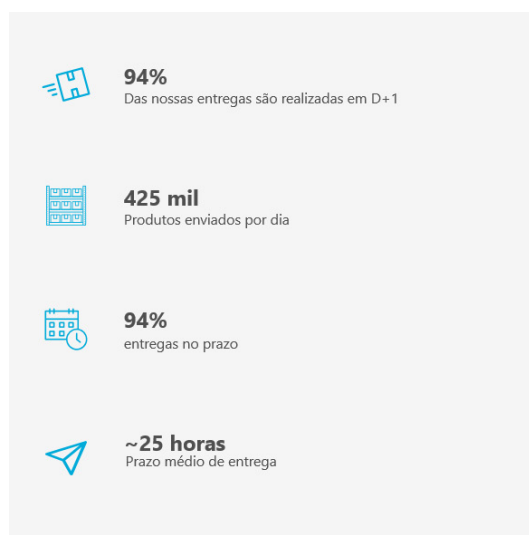 94%
Das nossas entregas são realizadas em D+1
425 mil
Produtos enviados por dia
94%
entregas no prazo
~25 horas
Prazo médio de entrega